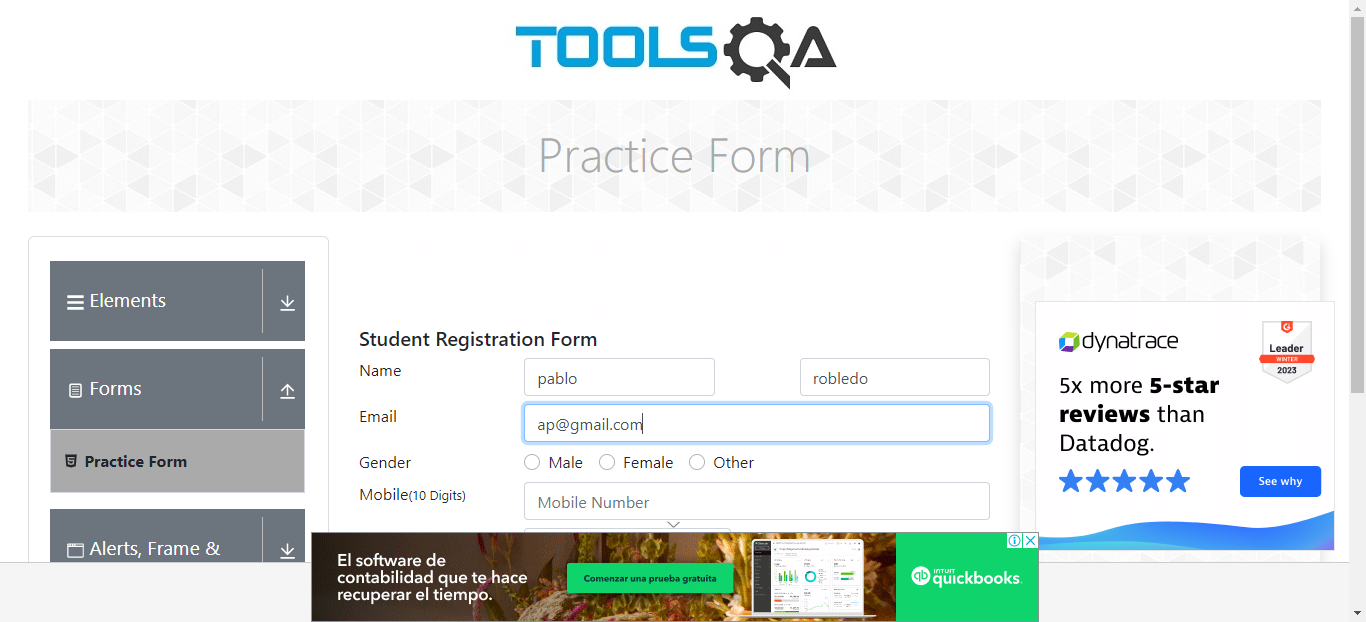 TOOLSQA
Practice Form
Elements
Forms
Practice Form
Alerts, Frame &
Student Registration Form
Name
pablo
robledo
Email
ap@gmail.com
Gender
Male
Female
Other
Mobile(10 Digits)
Mobile Number
dynatrace
Leader
WINTER
2023
5x more 5-star
reviews than
Datadog.
See why
El software de
contabilidad que te hace
recuperar el tiempo.
Comenzar una prueba gratuita
INTUIT
quickbooks